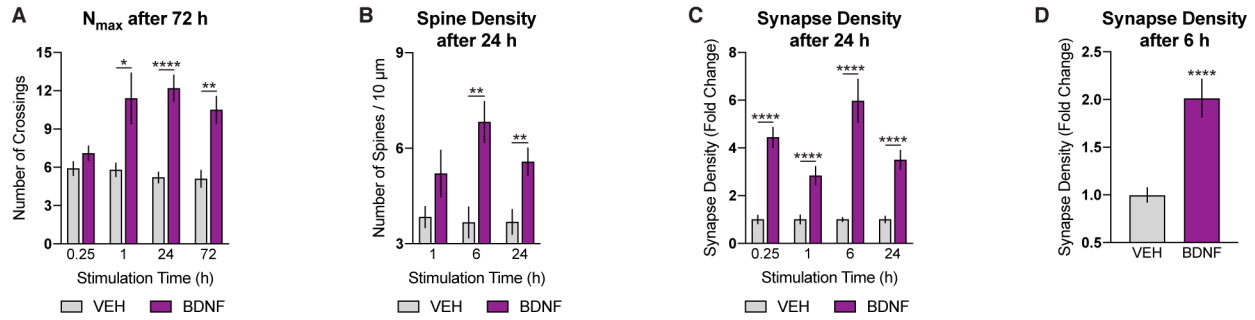 A
N_max after 72 h
Number of Crossings
15
12
9
6
3
0
*
****
**
0.25 1 24 72
Stimulation Time (h)
VEH BDNF
B
Spine Density
after 24 h
Number of Spines / 10 µm
9
6
3
**
**
1 6 24
Stimulation Time (h)
VEH BDNF
C
Synapse Density
after 24 h
Synapse Density (Fold Change)
8
6
4
2
0
****
****
****
****
0.25 1 6 24
Stimulation Time (h)
VEH BDNF
D
Synapse Density
after 6 h
Synapse Density (Fold Change)
2.5
2.0
1.5
1.0
0.5
****
VEH BDNF